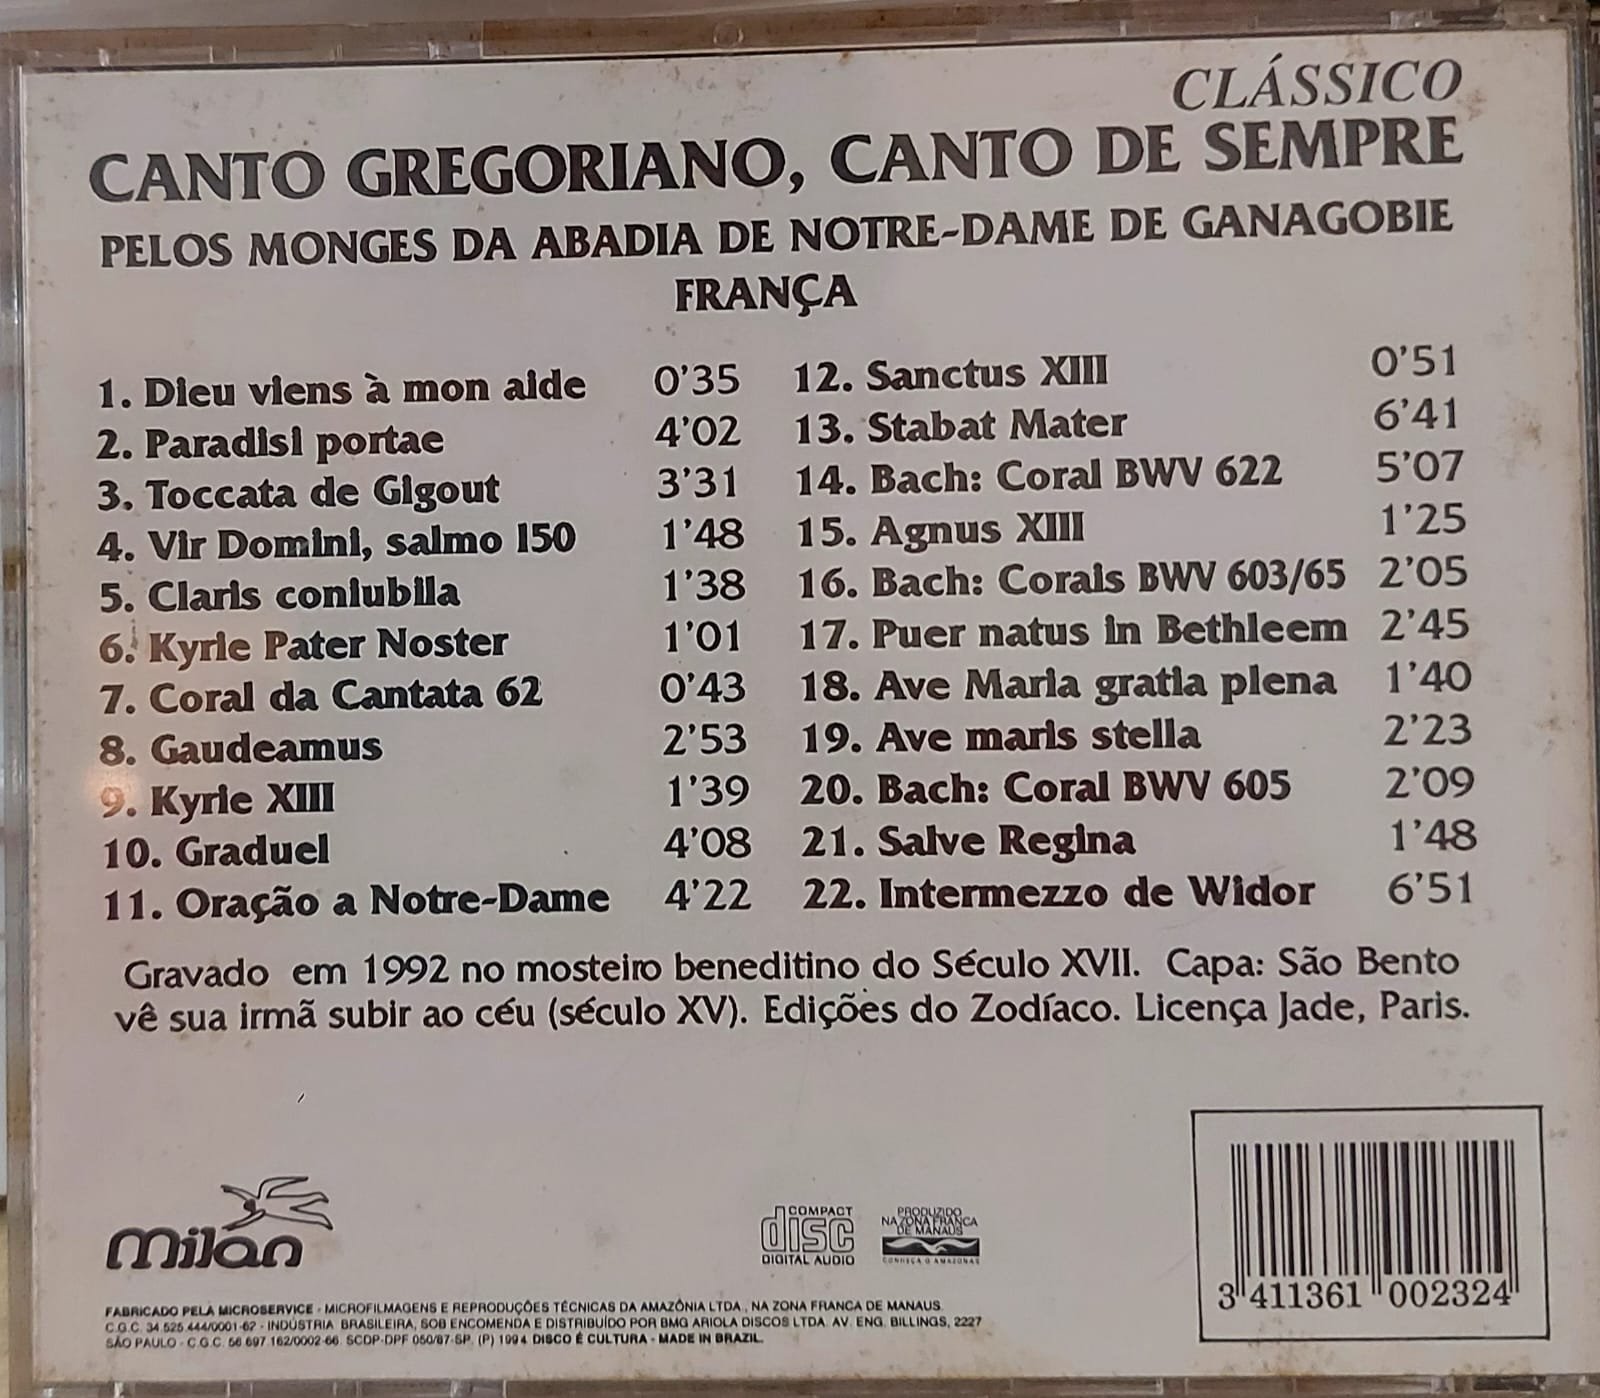 CLÁSSICO
CANTO GREGORIANO, CANTO DE SEMPRE
PELOS MONGES DA ABADIA DE NOTRE-DAME DE GANAGOBIE
FRANÇA
1. Dieu viens à mon aide 0'35
2. Paradisi portae 4'02
3. Toccata de Gigout 3'31
4. Vir Domini, salmo 150 1'48
5. Claris coniubila 1'38
6. Kyrie Pater Noster 1'01
7. Coral da Cantata 62 0'43
8. Gaudeamus 2'53
9. Kyrie XIII 1'39
10. Graduel 4'08
11. Oração a Notre-Dame 4'22
12. Sanctus XIII 0'51
13. Stabat Mater 6'41
14. Bach: Coral BWV 622 5'07
15. Agnus XIII 1'25
16. Bach: Corais BWV 603/65 2'05
17. Puer natus in Bethleem 2'45
18. Ave Maria gratia plena 1'40
19. Ave maris stella 2'23
20. Bach: Coral BWV 605 2'09
21. Salve Regina 1'48
22. Intermezzo de Widor 6'51
Gravado em 1992 no mosteiro beneditino do Século XVII. Capa: São Bento
vê sua irmã subir ao céu (século XV). Edições do Zodíaco. Licença Jade, Paris.
milan
COMPACT
disc
DIGITAL AUDIO
PRODUZIDO
NA ZONA FRANCA
DE MANAUS
CONHEÇA O AMAZONAS
3 411361 002324
FABRICADO PELA MICROSERVICE - MICROFILMAGENS E REPRODUÇÕES TÉCNICAS DA AMAZÔNIA LTDA., NA ZONA FRANCA DE MANAUS.
C.G.C. 34.525.444/0001-62 - INDÚSTRIA BRASILEIRA, SOB ENCOMENDA E DISTRIBUÍDO POR BMG ARIOLA DISCOS LTDA. AV. ENG. BILLINGS, 2227
SÃO PAULO - C.G.C. 56.697.162/0002-66. SCDP-DPF 050/87-SP. (P) 1994 DISCO É CULTURA - MADE IN BRAZIL.